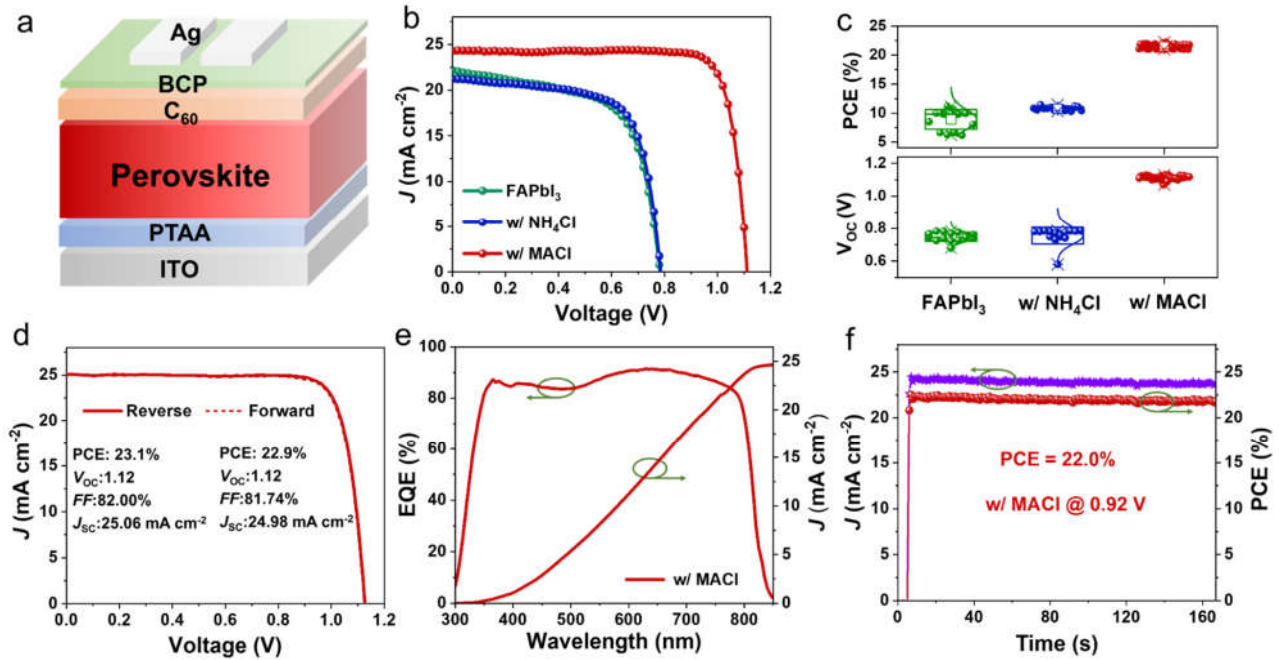 a
Ag
BCP
C60
Perovskite
PTAA
ITO
b
J (mA cm-2)
25
20
15
10
5
0
FAPbI3
w/ NH4Cl
w/ MACl
0.0 0.2 0.4 0.6 0.8 1.0 1.2
Voltage (V)
c
PCE (%)
20
15
10
5
VOC (V)
1.2
1.0
0.8
0.6
FAPbI3 w/ NH4Cl w/ MACl
d
J (mA cm-2)
25
20
15
10
5
0
Reverse Forward
PCE: 23.1% PCE: 22.9%
VOC:1.12 VOC:1.12
FF:82.00% FF:81.74%
JSC:25.06 mA cm-2 JSC:24.98 mA cm-2
0.0 0.2 0.4 0.6 0.8 1.0 1.2
Voltage (V)
e
EQE (%)
100
80
60
40
20
0
w/ MACl
J (mA cm-2)
25
20
15
10
5
0
300 400 500 600 700 800
Wavelength (nm)
f
J (mA cm-2)
25
20
15
10
5
0
PCE = 22.0%
w/ MACl @ 0.92 V
PCE (%)
25
20
15
10
5
0
0 40 80 120 160
Time (s)